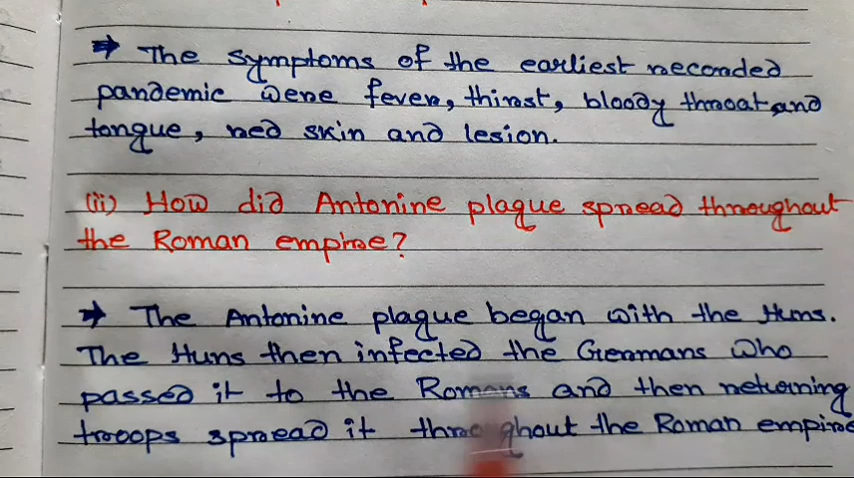 ⇒ The symptoms of the earliest recorded
pandemic were fever, thirst, bloody throat and
tongue, red skin and lesion.
(ii) How did Antonine plaque spread throughout
the Roman empire?
⇒ The Antonine plaque began with the Huns.
The Huns then infected the Germans who
passed it to the Romans and then returning
troops spread it throughout the Roman empire